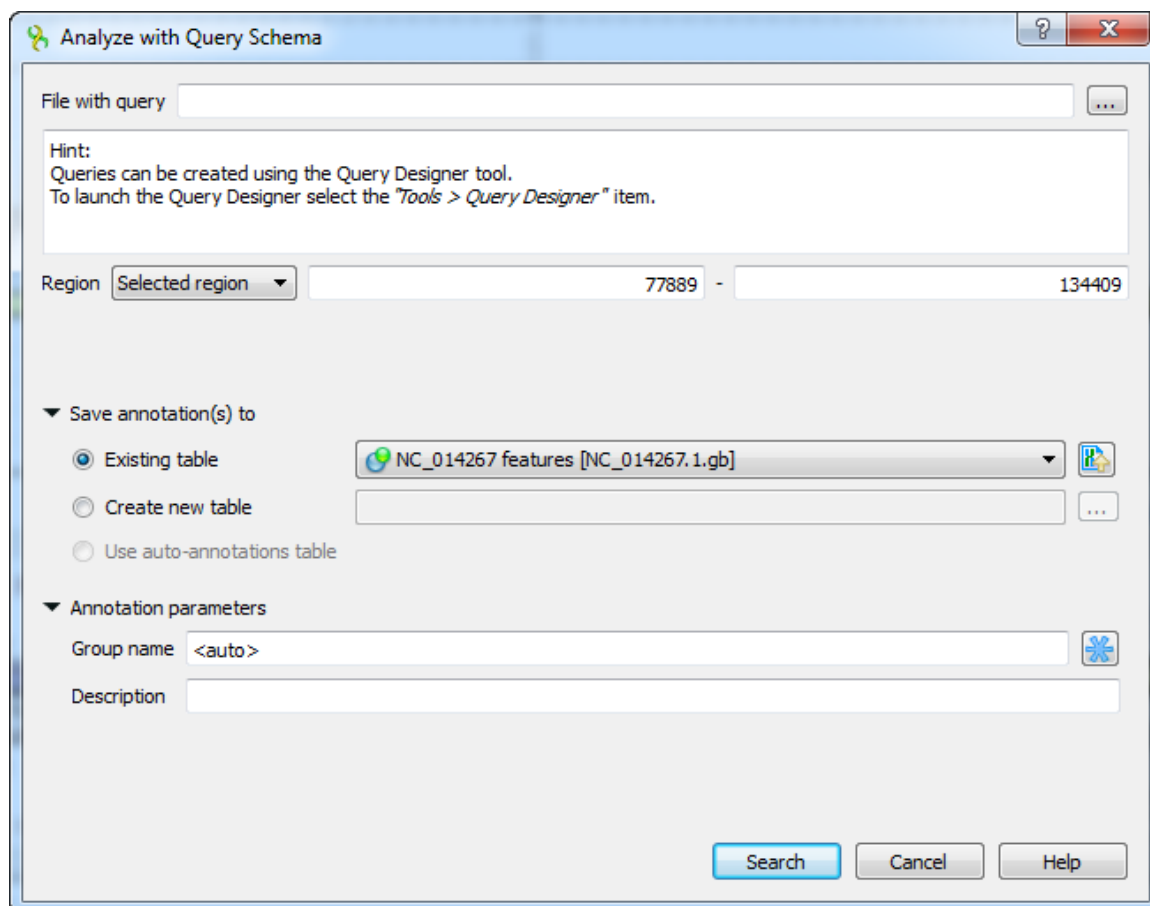 Analyze with Query Schema
File with query ...
Hint:
Queries can be created using the Query Designer tool.
To launch the Query Designer select the "Tools > Query Designer" item.
Region Selected region 77889 - 134409
Save annotation(s) to
Existing table NC_014267 features [NC_014267.1.gb]
Create new table ...
Use auto-annotations table
Annotation parameters
Group name <auto>
Description
Search Cancel Help